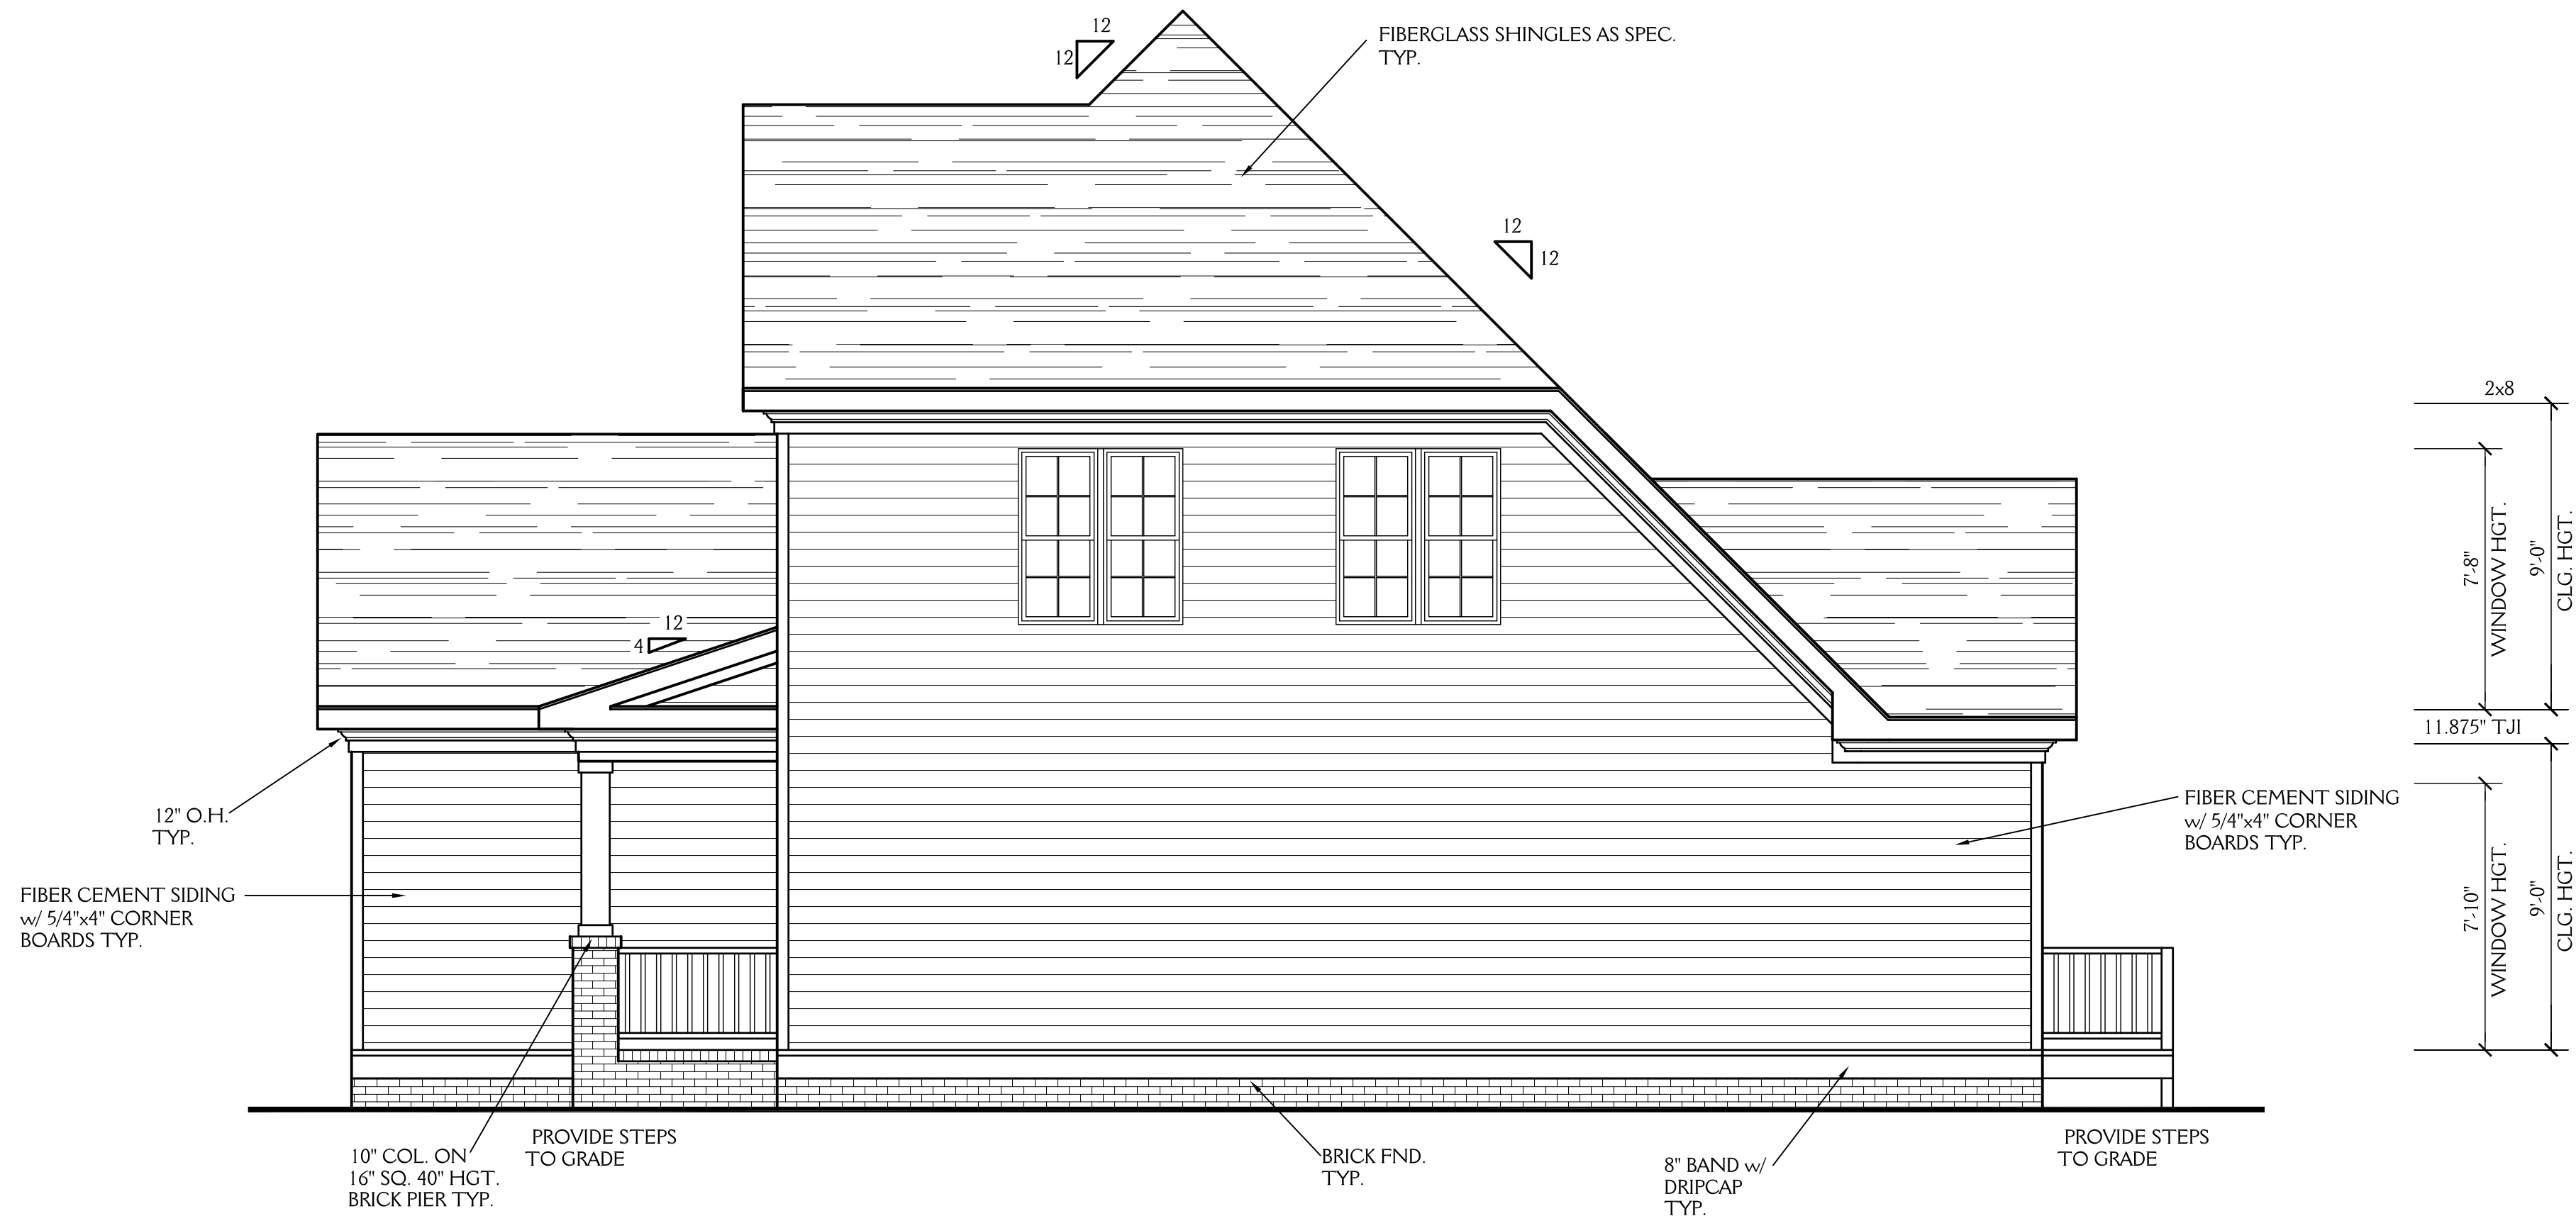 12
12
FIBERGLASS SHINGLES AS SPEC.
TYP.
12
12
2x8
7'-8"
WINDOW HGT.
9'-0"
CLG. HGT.
12
4
11.875" TJI
12" O.H.
TYP.
FIBER CEMENT SIDING
w/ 5/4"x4" CORNER
BOARDS TYP.
FIBER CEMENT SIDING
w/ 5/4"x4" CORNER
BOARDS TYP.
7'-10"
WINDOW HGT.
9'-0"
CLG. HGT.
10" COL. ON
16" SQ. 40" HGT.
BRICK PIER TYP.
PROVIDE STEPS
TO GRADE
BRICK FND.
TYP.
8" BAND w/
DRIPCAP
TYP.
PROVIDE STEPS
TO GRADE